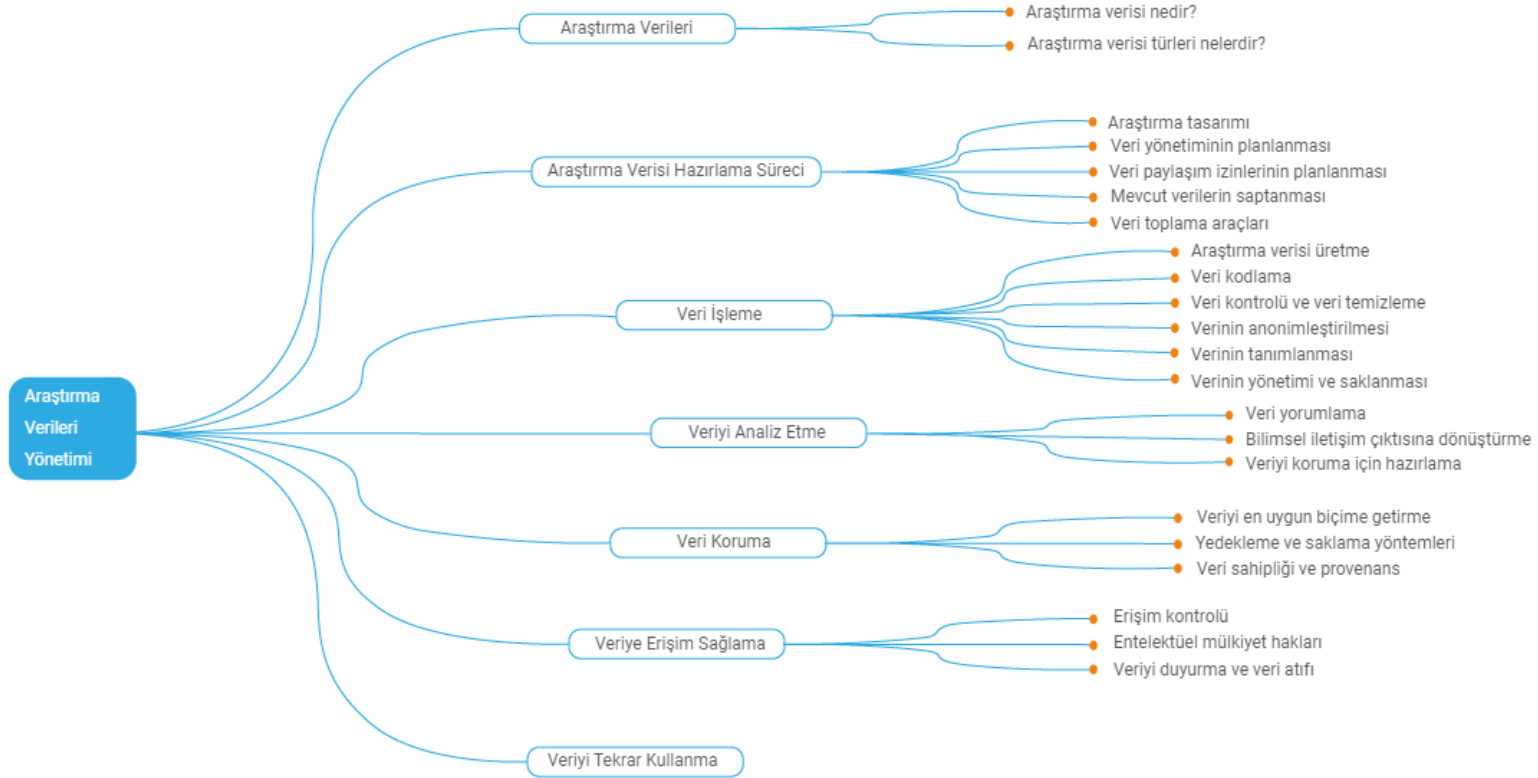 Araştırma
Verileri
Yönetimi
Araştırma Verileri
Araştırma verisi nedir?
Araştırma verisi türleri nelerdir?
Araştırma Verisi Hazırlama Süreci
Araştırma tasarımı
Veri yönetiminin planlanması
Veri paylaşım izinlerinin planlanması
Mevcut verilerin saptanması
Veri toplama araçları
Veri İşleme
Araştırma verisi üretme
Veri kodlama
Veri kontrolü ve veri temizleme
Verinin anonimleştirilmesi
Verinin tanımlanması
Verinin yönetimi ve saklanması
Veriyi Analiz Etme
Veri yorumlama
Bilimsel iletişim çıktısına dönüştürme
Veriyi koruma için hazırlama
Veri Koruma
Veriyi en uygun biçime getirme
Yedekleme ve saklama yöntemleri
Veri sahipliği ve provenans
Veriye Erişim Sağlama
Erişim kontrolü
Entelektüel mülkiyet hakları
Veriyi duyurma ve veri atıfı
Veriyi Tekrar Kullanma